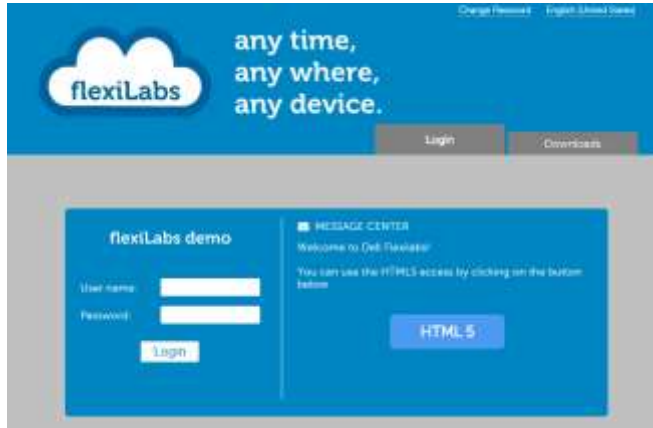 Change Password English (United States)
flexiLabs
any time,
any where,
any device.
Login Downloads
flexiLabs demo
User name:
Password:
Login
MESSAGE CENTER
Welcome to Dell Flexilabs!
You can use the HTML5 access by clicking on the button
below
HTML 5